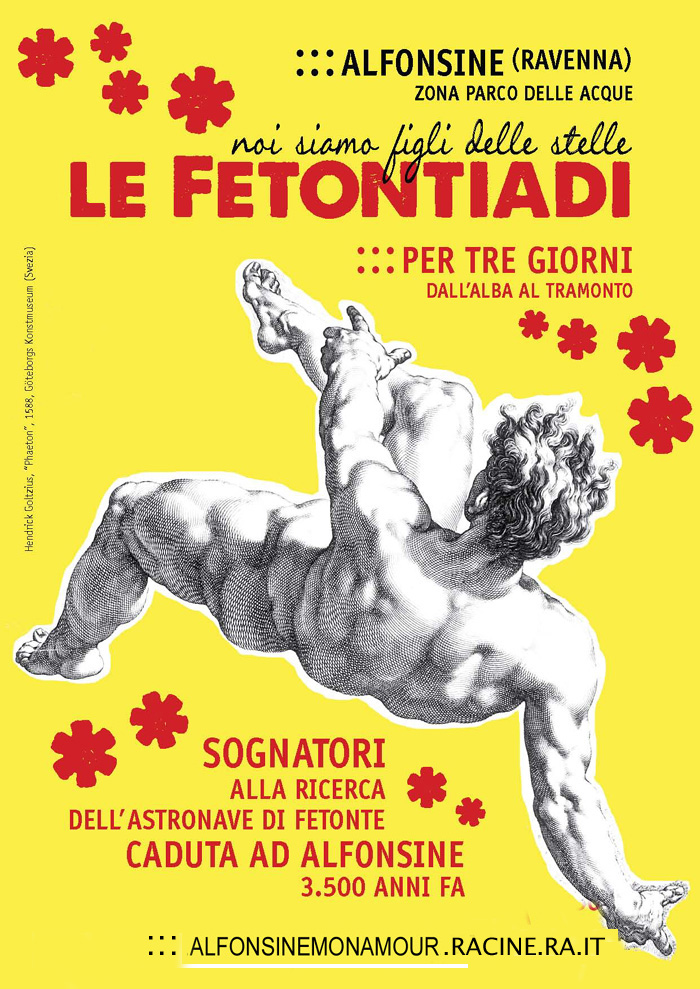 ::: ALFONSINE (RAVENNA)
ZONA PARCO DELLE ACQUE
noi siamo figli delle stelle
LE FETONTIADI
::: PER TRE GIORNI
DALL'ALBA AL TRAMONTO
Hendrick Goltzius, "Phaeton", 1588, Göteborgs Konstmuseum (Svezia)
SOGNATORI
ALLA RICERCA
DELL'ASTRONAVE DI FETONTE
CADUTA AD ALFONSINE
3.500 ANNI FA
::: ALFONSINEMONAMOUR.RACINE.RA.IT